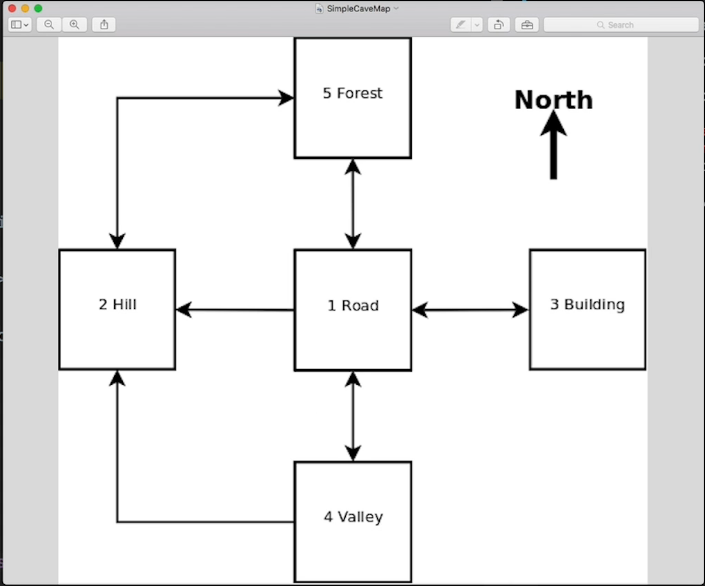 SimpleCaveMap
Search
5 Forest
North
2 Hill
1 Road
3 Building
4 Valley